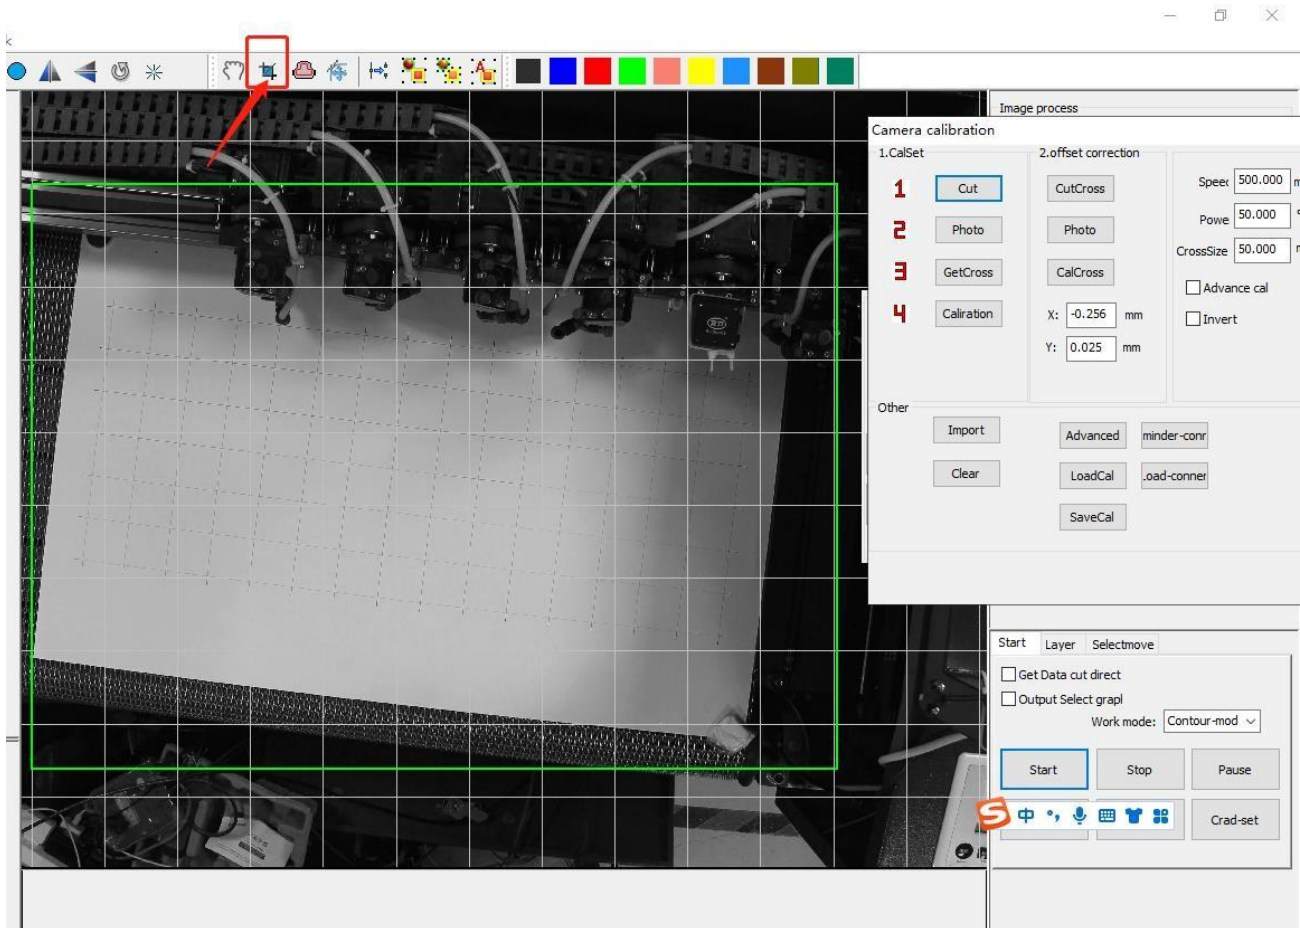 Image process
Camera calibration
1.CalSet
2.offset correction
1
Cut
CutCross
Speec
500.000
2
Photo
Photo
Powe
50.000
CrossSize
50.000
3
GetCross
CalCross
Advance cal
4
Caliration
X:
-0.256
mm
Invert
Y:
0.025
mm
Other
Import
Advanced
minder-conr
Clear
LoadCal
.oad-conner
SaveCal
Start
Layer
Selectmove
Get Data cut direct
Output Select grapl
Work mode:
Contour-mod
Start
Stop
Pause
中
Crad-set